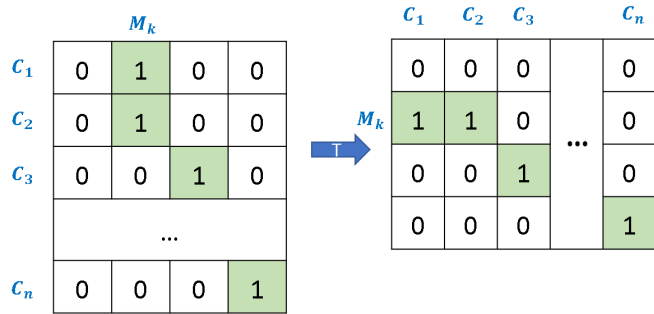 M_k
C_1 0 1 0 0
C_2 0 1 0 0
C_3 0 0 1 0
...
C_n 0 0 0 1
T
C_1 C_2 C_3 C_n
0 0 0 0
M_k 1 1 0 ... 0
0 0 1 0
0 0 0 1